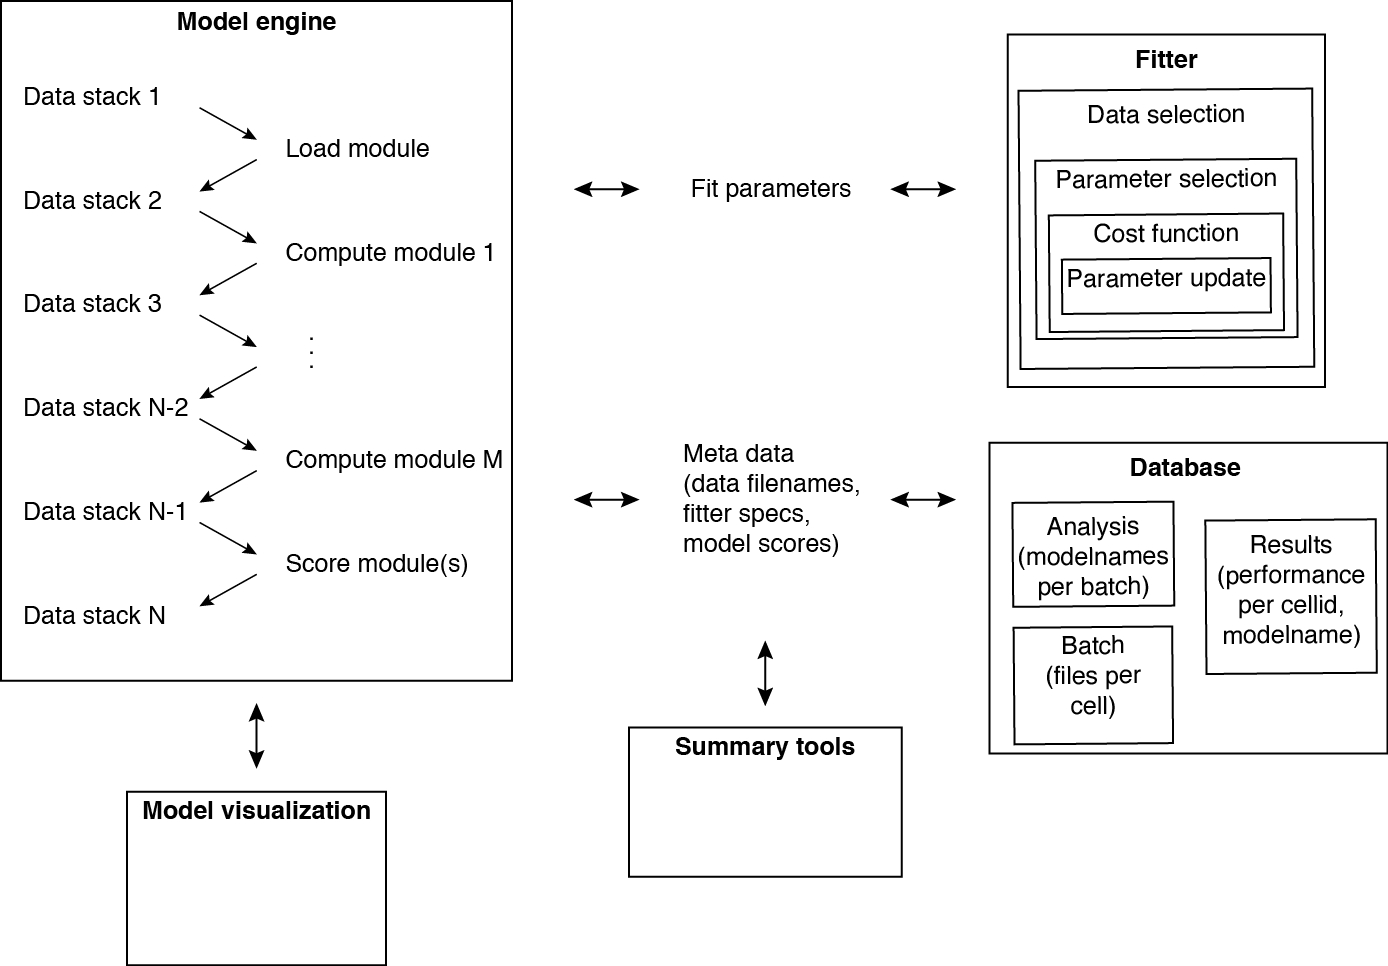 Model engine
Data stack 1
Load module
Data stack 2
Compute module 1
Data stack 3
.
.
.
Data stack N-2
Compute module M
Data stack N-1
Score module(s)
Data stack N
Fit parameters
Fitter
Data selection
Parameter selection
Cost function
Parameter update
Meta data
(data filenames,
fitter specs,
model scores)
Database
Analysis
(modelnames
per batch)
Results
(performance
per cellid,
modelname)
Batch
(files per
cell)
Summary tools
Model visualization